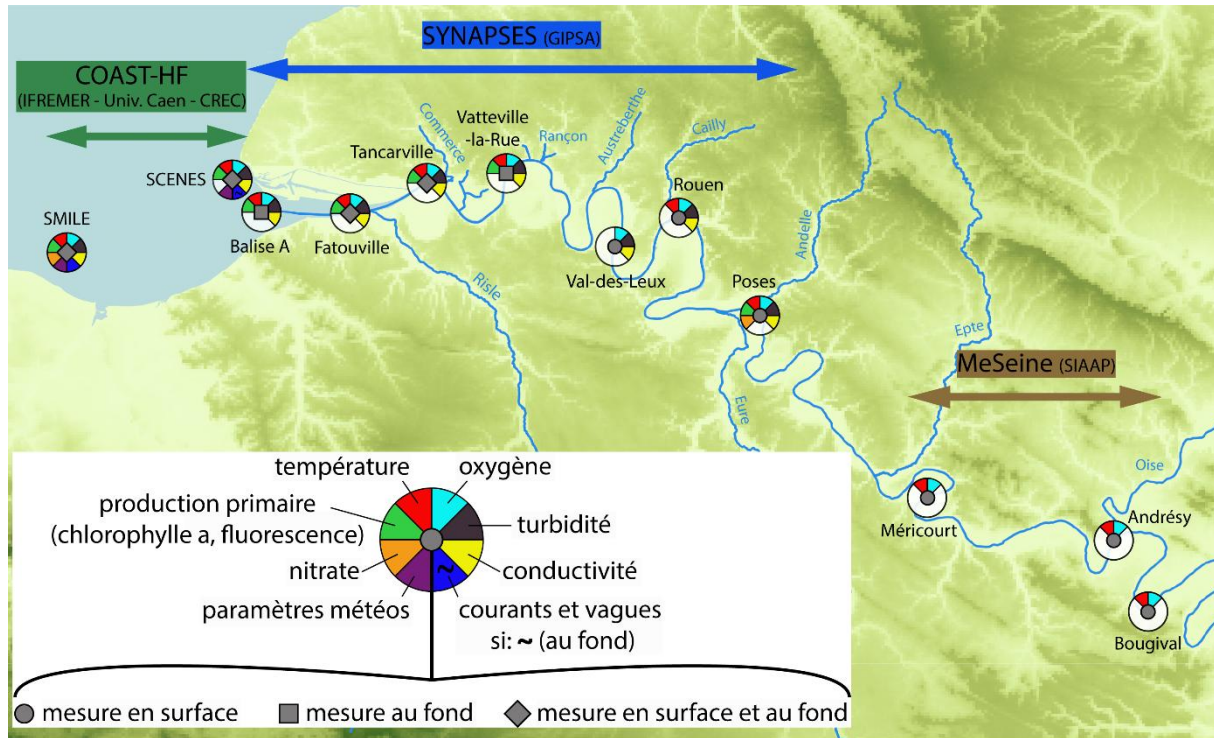 SYNAPSES (GIPSA)
COAST-HF
(IFREMER - Univ. Caen - CREC)
Commerce
Vatteville
-la-Rue
Rançon
Austreberthe
Cailly
Tancarville
SCENES
Rouen
SMILE
Balise A
Fatouville
Val-des-Leux
Andelle
Risle
Poses
Epte
MeSeine (SIAAP)
Eure
Oise
Méricourt
Andrésy
Bougival
température
oxygène
production primaire
(chlorophylle a, fluorescence)
turbidité
nitrate
conductivité
paramètres météos
courants et vagues
si: ~ (au fond)
~
mesure en surface
mesure au fond
mesure en surface et au fond